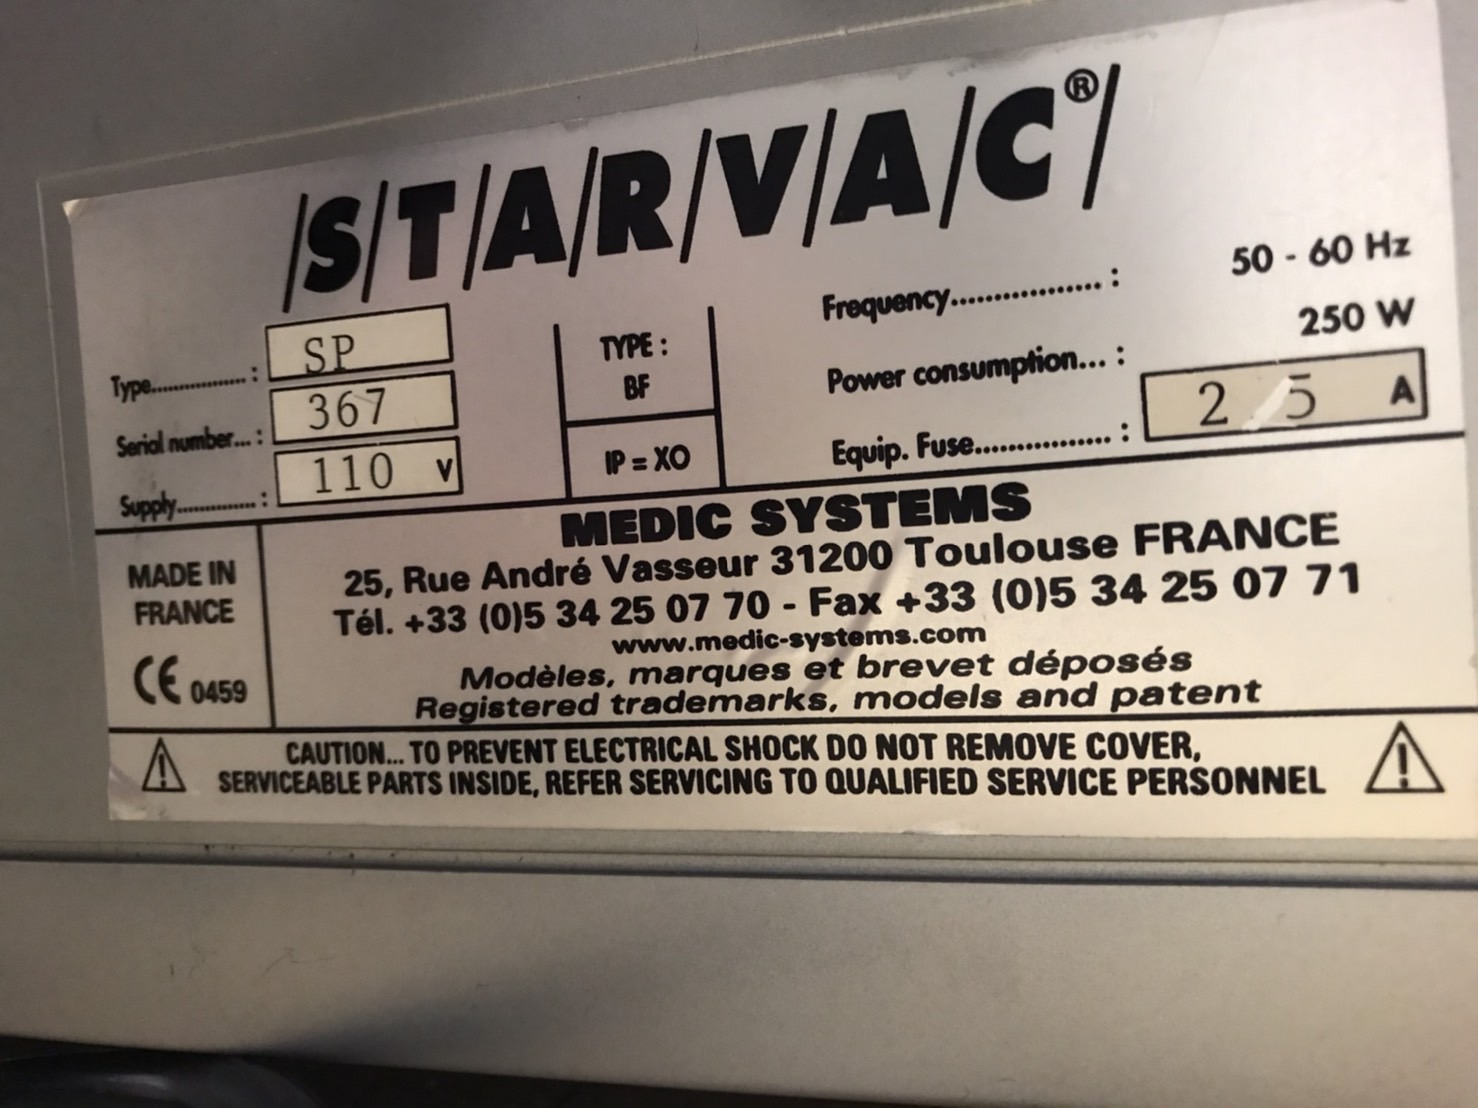 /S/T/A/R/V/A/C®/
Type................ : SP
Serial number... : 367
Supply............. : 110 V
TYPE :
BF
IP = XO
Frequency................. : 50 - 60 Hz
Power consumption... : 250 W
Equip. Fuse............... : 2 5 A
MADE IN
FRANCE
CE 0459
MEDIC SYSTEMS
25, Rue André Vasseur 31200 Toulouse FRANCE
Tél. +33 (0)5 34 25 07 70 - Fax +33 (0)5 34 25 07 71
www.medic-systems.com
Modèles, marques et brevet déposés
Registered trademarks, models and patent
CAUTION... TO PREVENT ELECTRICAL SHOCK DO NOT REMOVE COVER,
SERVICEABLE PARTS INSIDE, REFER SERVICING TO QUALIFIED SERVICE PERSONNEL